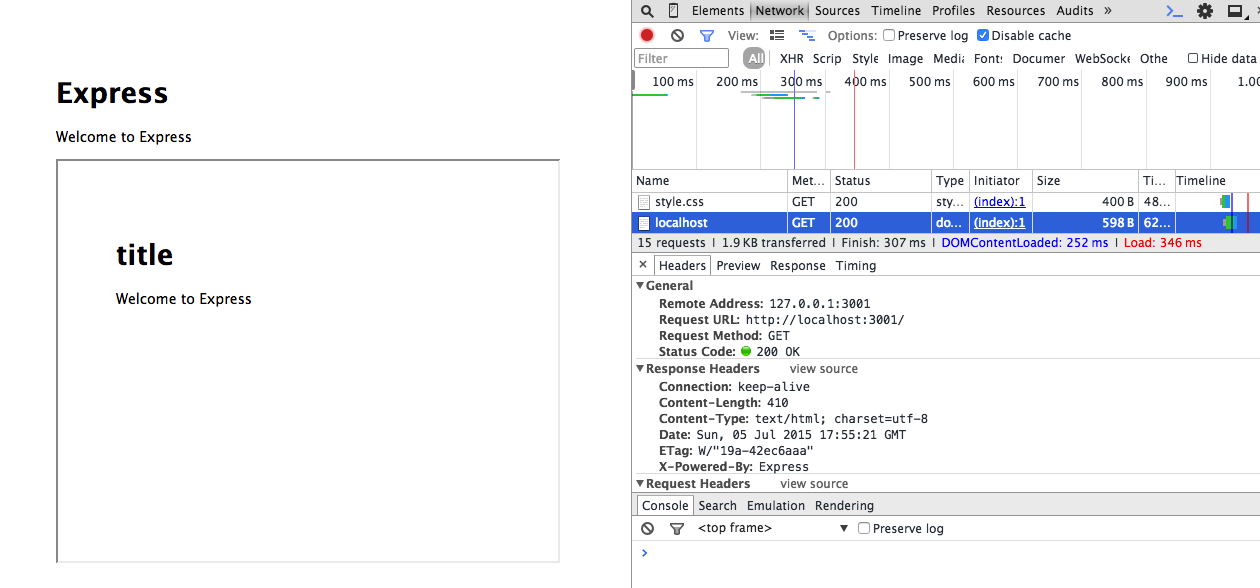 Express
Welcome to Express
title
Welcome to Express
Elements Network Sources Timeline Profiles Resources Audits »
View: Options: Preserve log Disable cache
Filter All XHR Scrip Style Image Media Fonts Documer WebSocke Othe Hide data
100 ms 200 ms 300 ms 400 ms 500 ms 600 ms 700 ms 800 ms 900 ms 1.00
Name Met... Status Type Initiator Size Ti... Timeline
style.css GET 200 sty... (index):1 400 B 48...
localhost GET 200 do... (index):1 598 B 62...
15 requests | 1.9 KB transferred | Finish: 307 ms | DOMContentLoaded: 252 ms | Load: 346 ms
× Headers Preview Response Timing
General
Remote Address: 127.0.0.1:3001
Request URL: http://localhost:3001/
Request Method: GET
Status Code: 200 OK
Response Headers view source
Connection: keep-alive
Content-Length: 410
Content-Type: text/html; charset=utf-8
Date: Sun, 05 Jul 2015 17:55:21 GMT
ETag: W/"19a-42ec6aaa"
X-Powered-By: Express
Request Headers view source
Console Search Emulation Rendering
<top frame> Preserve log